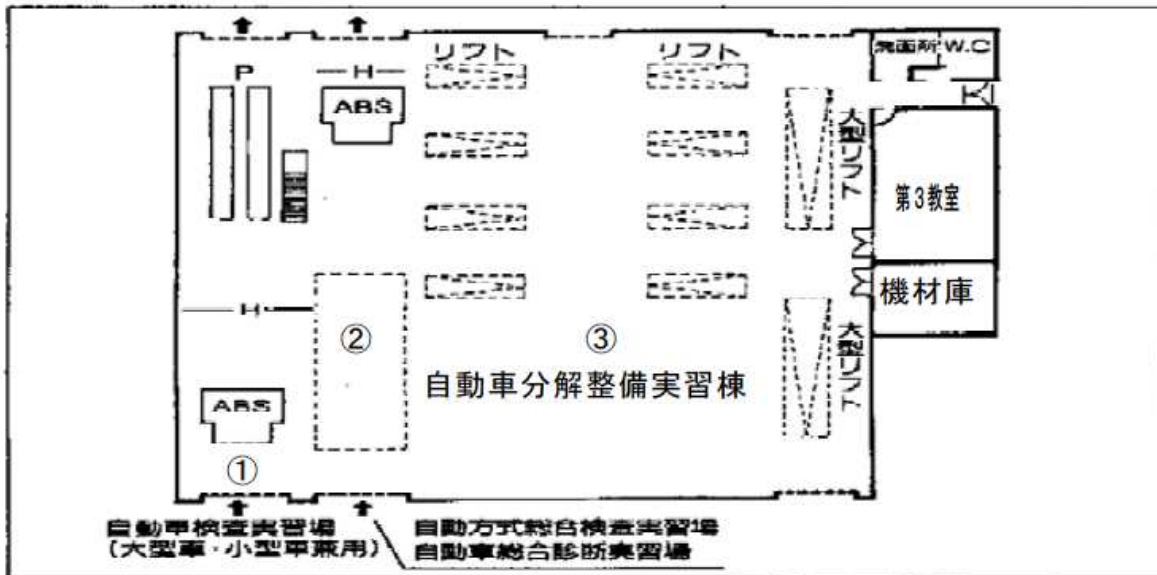 リフト
リフト
洗面所 W.C
P
H
ABS
大型リフト
第3教室
機材庫
H
②
③
自動車分解整備実習棟
大型リフト
ABS
①
自動車検査実習場
(大型車・小型車兼用)
自動方式総合検査実習場
自動車総合診断実習場